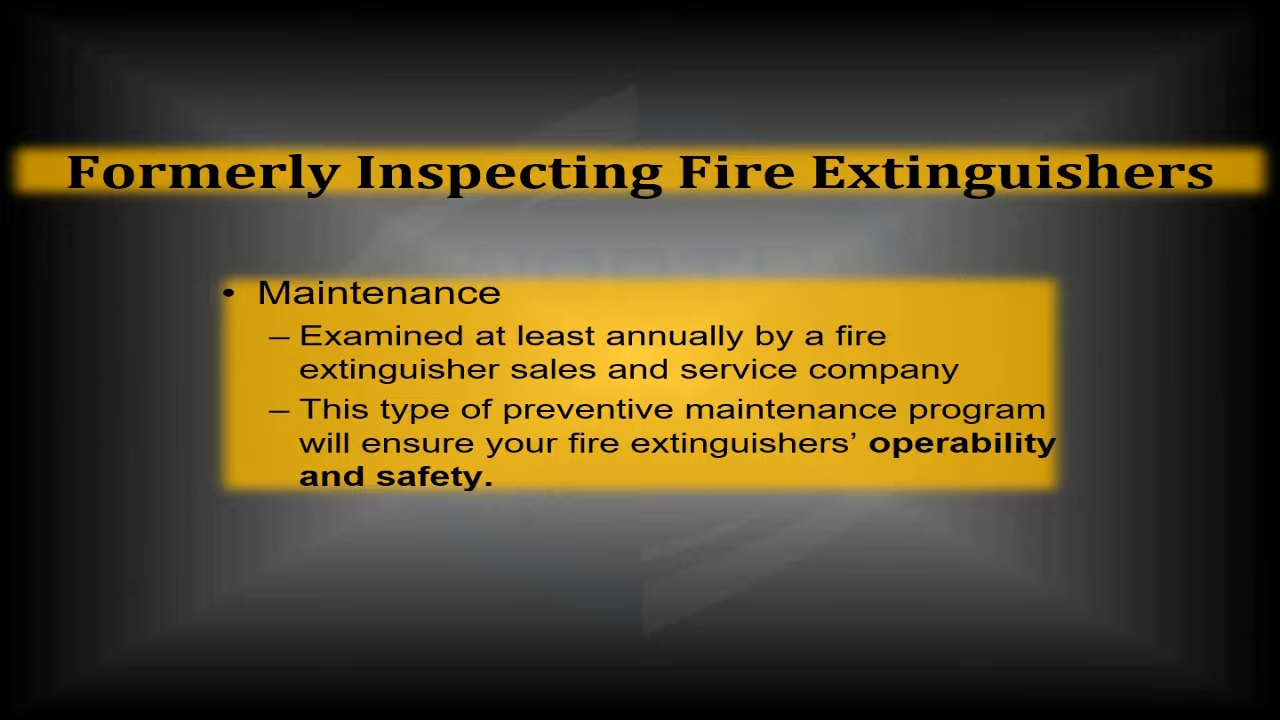 Formerly Inspecting Fire Extinguishers
• Maintenance
– Examined at least annually by a fire
extinguisher sales and service company
– This type of preventive maintenance program
will ensure your fire extinguishers’ operability
and safety.